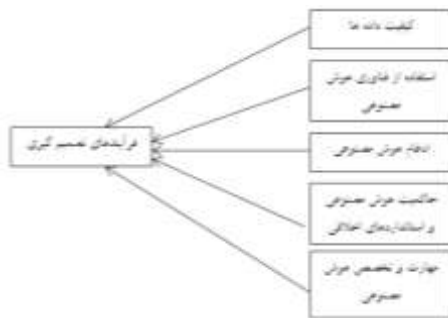 کیفیت داده ها
استفاده از فناوری هوش
مصنوعی
فرآیندهای تصمیم گیری
ادغام هوش مصنوعی
حاکمیت هوش مصنوعی
و استانداردهای اخلاقی
مهارت و تخصص هوش
مصنوعی